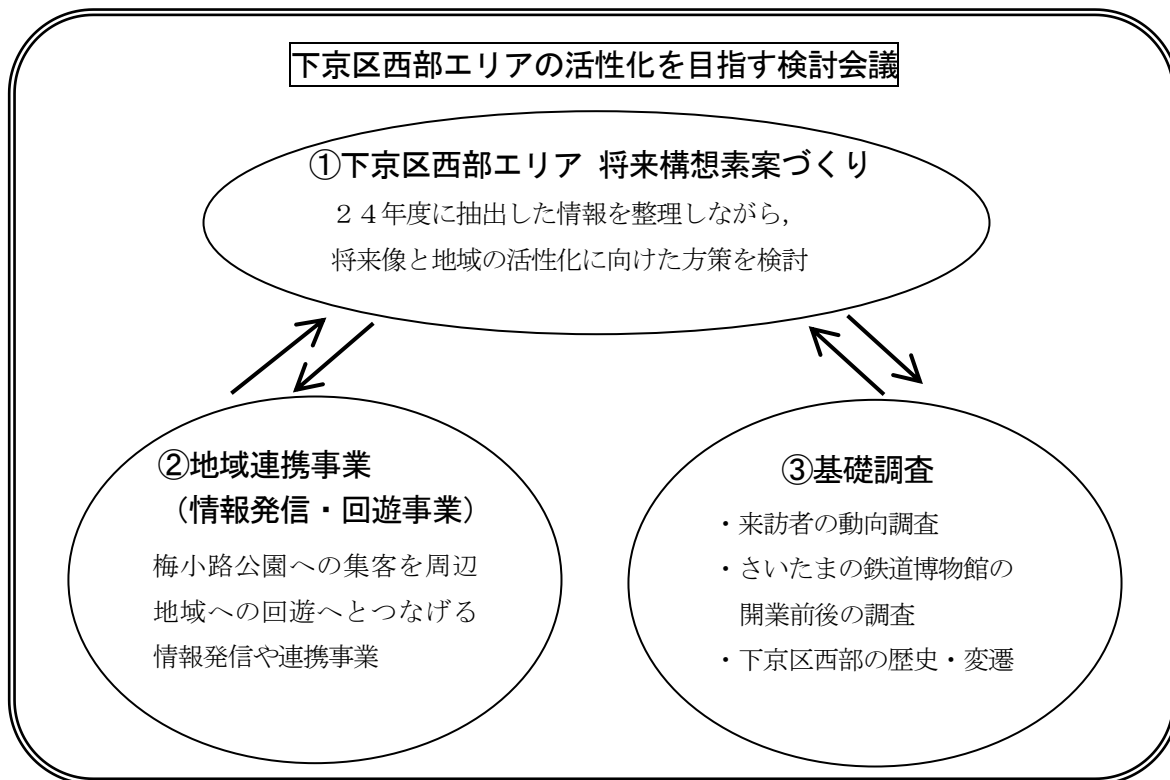 下京区西部エリアの活性化を目指す検討会議
①下京区西部エリア 将来構想素案づくり
２４年度に抽出した情報を整理しながら，
将来像と地域の活性化に向けた方策を検討
②地域連携事業
（情報発信・回遊事業）
梅小路公園への集客を周辺
地域への回遊へとつなげる
情報発信や連携事業
③基礎調査
・来訪者の動向調査
・さいたまの鉄道博物館の
開業前後の調査
・下京区西部の歴史・変遷